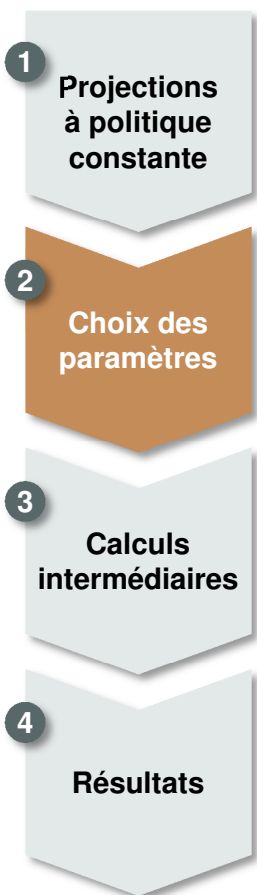 1
Projections
à politique
constante
2
Choix des
paramètres
3
Calculs
intermédiaires
4
Résultats